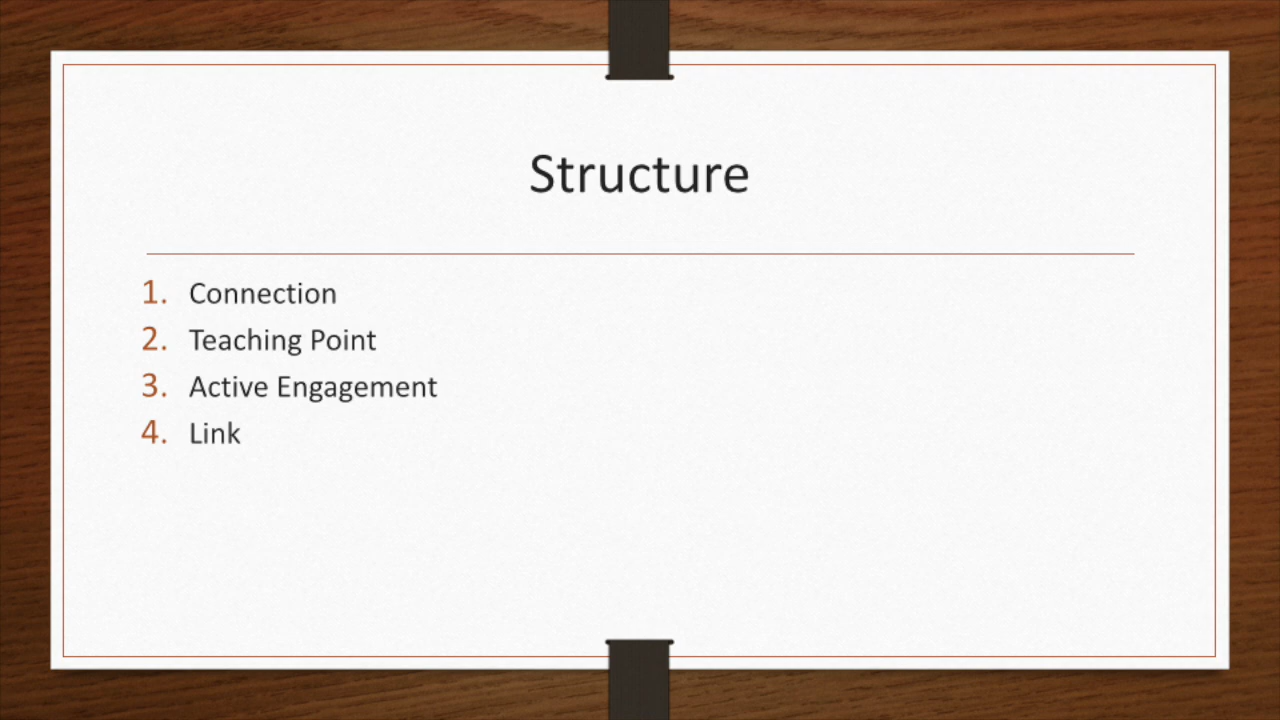 Structure
1. Connection
2. Teaching Point
3. Active Engagement
4. Link